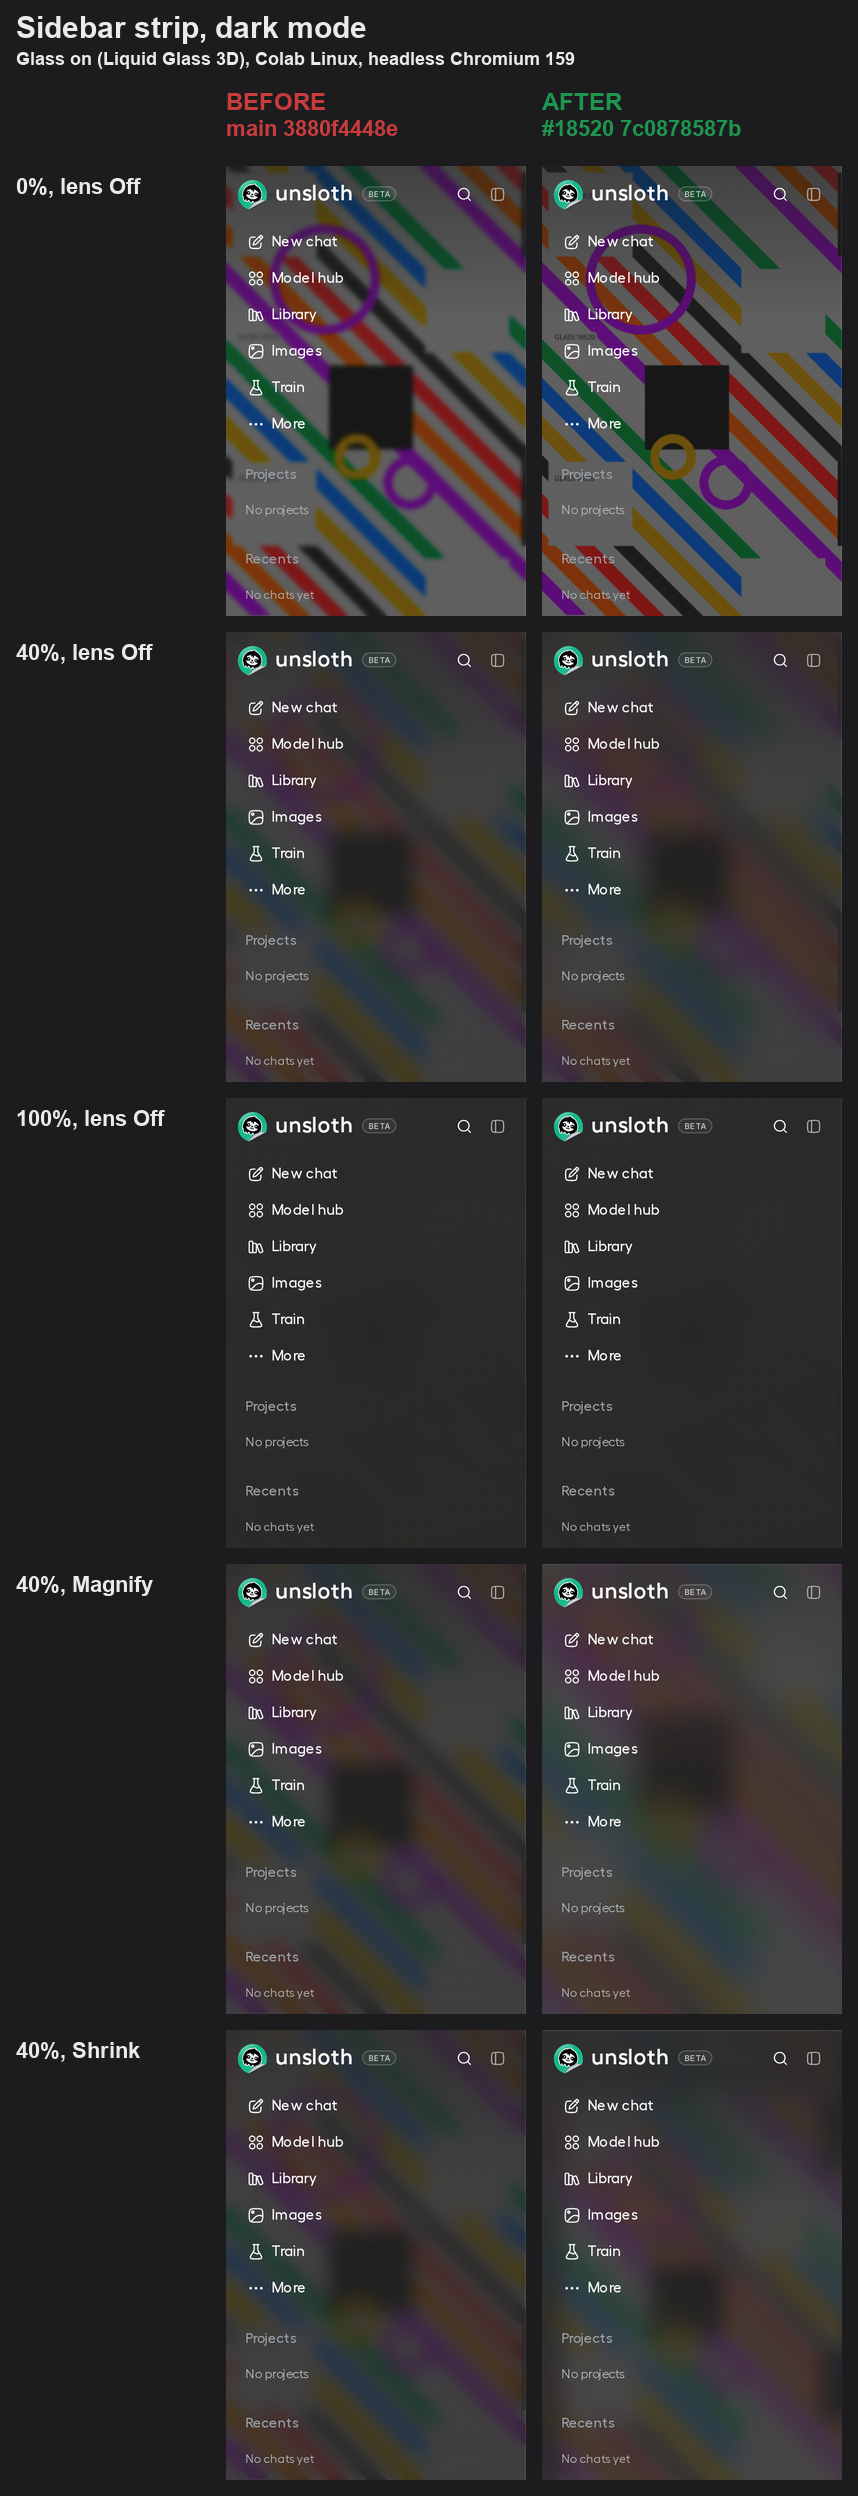 Sidebar strip, dark mode
Glass on (Liquid Glass 3D), Colab Linux, headless Chromium 159
BEFORE
main 3880f4448e
AFTER
#18520 7c0878587b
0%, lens Off
unsloth BETA
New chat
Model hub
Library
Images
Train
More
Projects
No projects
Recents
No chats yet
unsloth BETA
New chat
Model hub
Library
GLASS 18520
Images
Train
More
Projects
No projects
Recents
No chats yet
40%, lens Off
unsloth BETA
New chat
Model hub
Library
Images
Train
More
Projects
No projects
Recents
No chats yet
unsloth BETA
New chat
Model hub
Library
Images
Train
More
Projects
No projects
Recents
No chats yet
100%, lens Off
unsloth BETA
New chat
Model hub
Library
Images
Train
More
Projects
No projects
Recents
No chats yet
unsloth BETA
New chat
Model hub
Library
Images
Train
More
Projects
No projects
Recents
No chats yet
40%, Magnify
unsloth BETA
New chat
Model hub
Library
Images
Train
More
Projects
No projects
Recents
No chats yet
unsloth BETA
New chat
Model hub
Library
Images
Train
More
Projects
No projects
Recents
No chats yet
40%, Shrink
unsloth BETA
New chat
Model hub
Library
Images
Train
More
Projects
No projects
Recents
No chats yet
unsloth BETA
New chat
Model hub
Library
Images
Train
More
Projects
No projects
Recents
No chats yet